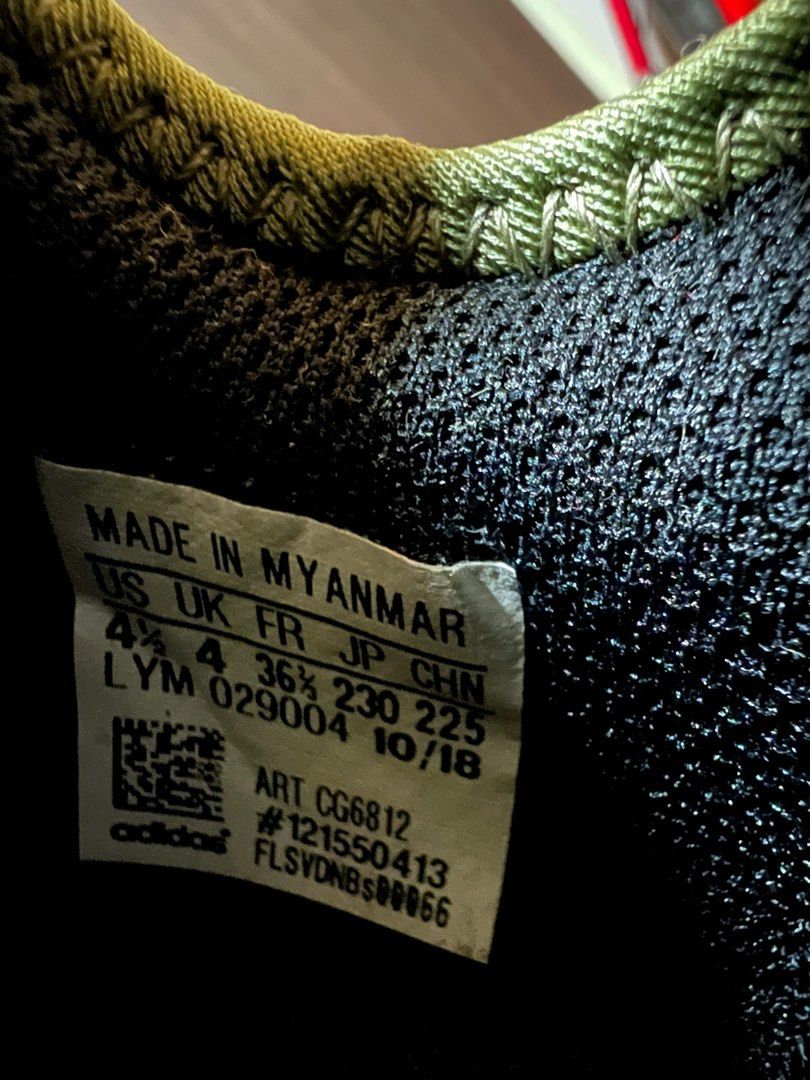 MADE IN MYANMAR
US UK FR JP CHN
4½ 4 36⅔ 230 225
LYM 029004 10/18
ART CG6812
#121550413
adidas